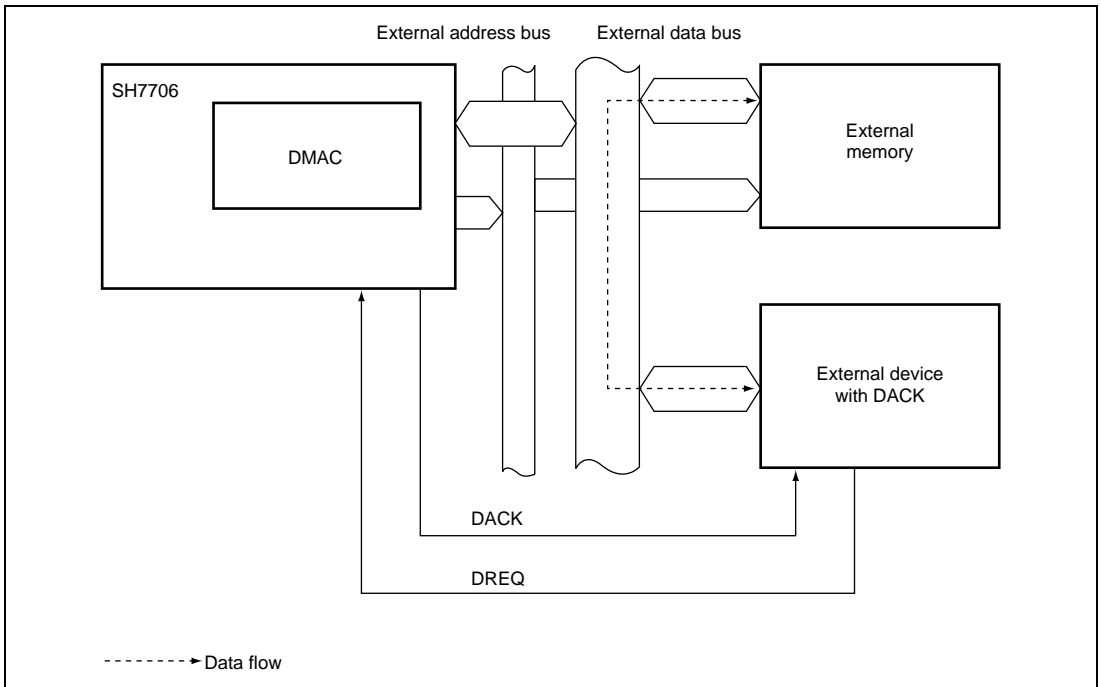 External address bus
External data bus
SH7706
DMAC
External
memory
External device
with DACK
DACK
DREQ
Data flow